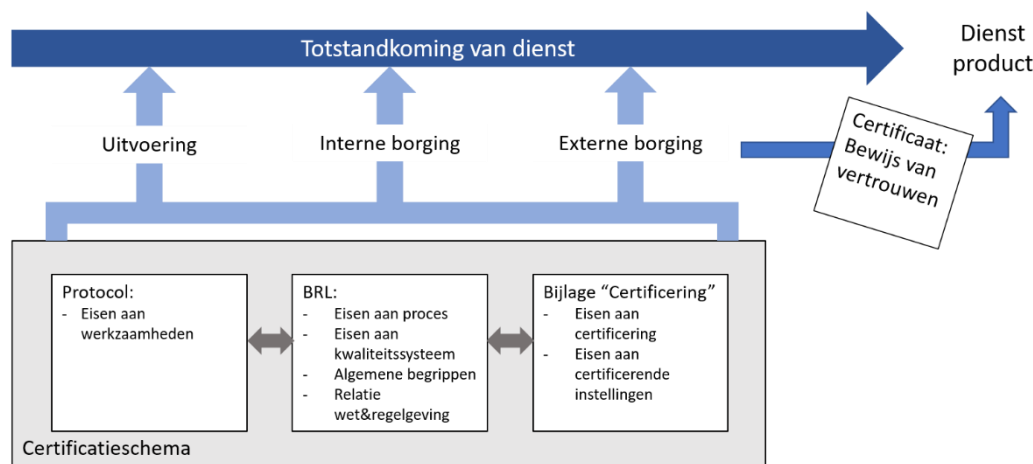 Totstandkoming van dienst
Dienst
product
Uitvoering
Interne borging
Externe borging
Certificaat:
Bewijs van
vertrouwen
Protocol:
- Eisen aan
werkzaamheden
BRL:
- Eisen aan proces
- Eisen aan
kwaliteitssysteem
- Algemene begrippen
- Relatie
wet&regelgeving
Bijlage “Certificering”
- Eisen aan
certificering
- Eisen aan
certificerende
instellingen
Certificatieschema